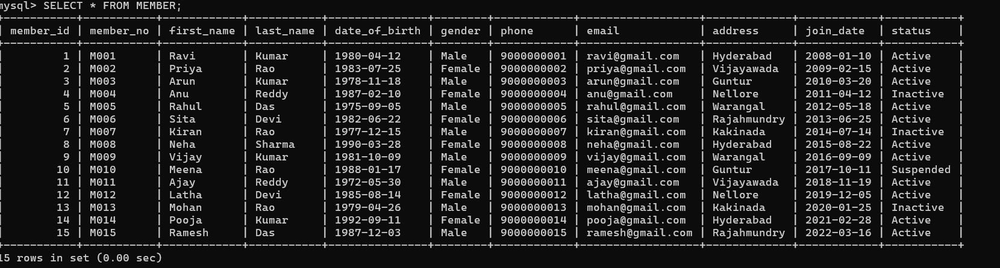 mysql> SELECT * FROM MEMBER;
+-----------+-----------+------------+-----------+---------------+--------+------------+------------------+-------------+------------+-----------+
| member_id | member_no | first_name | last_name | date_of_birth | gender | phone      | email            | address     | join_date  | status    |
+-----------+-----------+------------+-----------+---------------+--------+------------+------------------+-------------+------------+-----------+
|         1 | M001      | Ravi       | Kumar     | 1980-04-12    | Male   | 9000000001 | ravi@gmail.com   | Hyderabad   | 2008-01-10 | Active    |
|         2 | M002      | Priya      | Rao       | 1983-07-25    | Female | 9000000002 | priya@gmail.com  | Vijayawada  | 2009-02-15 | Active    |
|         3 | M003      | Arun       | Kumar     | 1978-11-18    | Male   | 9000000003 | arun@gmail.com   | Guntur      | 2010-03-20 | Active    |
|         4 | M004      | Anu        | Reddy     | 1987-02-10    | Female | 9000000004 | anu@gmail.com    | Nellore     | 2011-04-12 | Inactive  |
|         5 | M005      | Rahul      | Das       | 1975-09-05    | Male   | 9000000005 | rahul@gmail.com  | Warangal    | 2012-05-18 | Active    |
|         6 | M006      | Sita       | Devi      | 1982-06-22    | Female | 9000000006 | sita@gmail.com   | Rajahmundry | 2013-06-25 | Active    |
|         7 | M007      | Kiran      | Rao       | 1977-12-15    | Male   | 9000000007 | kiran@gmail.com  | Kakinada    | 2014-07-14 | Inactive  |
|         8 | M008      | Neha       | Sharma    | 1990-03-28    | Female | 9000000008 | neha@gmail.com   | Hyderabad   | 2015-08-22 | Active    |
|         9 | M009      | Vijay      | Kumar     | 1981-10-09    | Male   | 9000000009 | vijay@gmail.com  | Warangal    | 2016-09-09 | Active    |
|        10 | M010      | Meena      | Rao       | 1988-01-17    | Female | 9000000010 | meena@gmail.com  | Guntur      | 2017-10-11 | Suspended |
|        11 | M011      | Ajay       | Reddy     | 1972-05-30    | Male   | 9000000011 | ajay@gmail.com   | Vijayawada  | 2018-11-19 | Active    |
|        12 | M012      | Latha      | Devi      | 1985-08-14    | Female | 9000000012 | latha@gmail.com  | Nellore     | 2019-12-05 | Active    |
|        13 | M013      | Mohan      | Rao       | 1979-04-26    | Male   | 9000000013 | mohan@gmail.com  | Kakinada    | 2020-01-25 | Inactive  |
|        14 | M014      | Pooja      | Kumar     | 1992-09-11    | Female | 9000000014 | pooja@gmail.com  | Hyderabad   | 2021-02-28 | Active    |
|        15 | M015      | Ramesh     | Das       | 1987-12-03    | Male   | 9000000015 | ramesh@gmail.com | Rajahmundry | 2022-03-16 | Active    |
+-----------+-----------+------------+-----------+---------------+--------+------------+------------------+-------------+------------+-----------+
15 rows in set (0.00 sec)